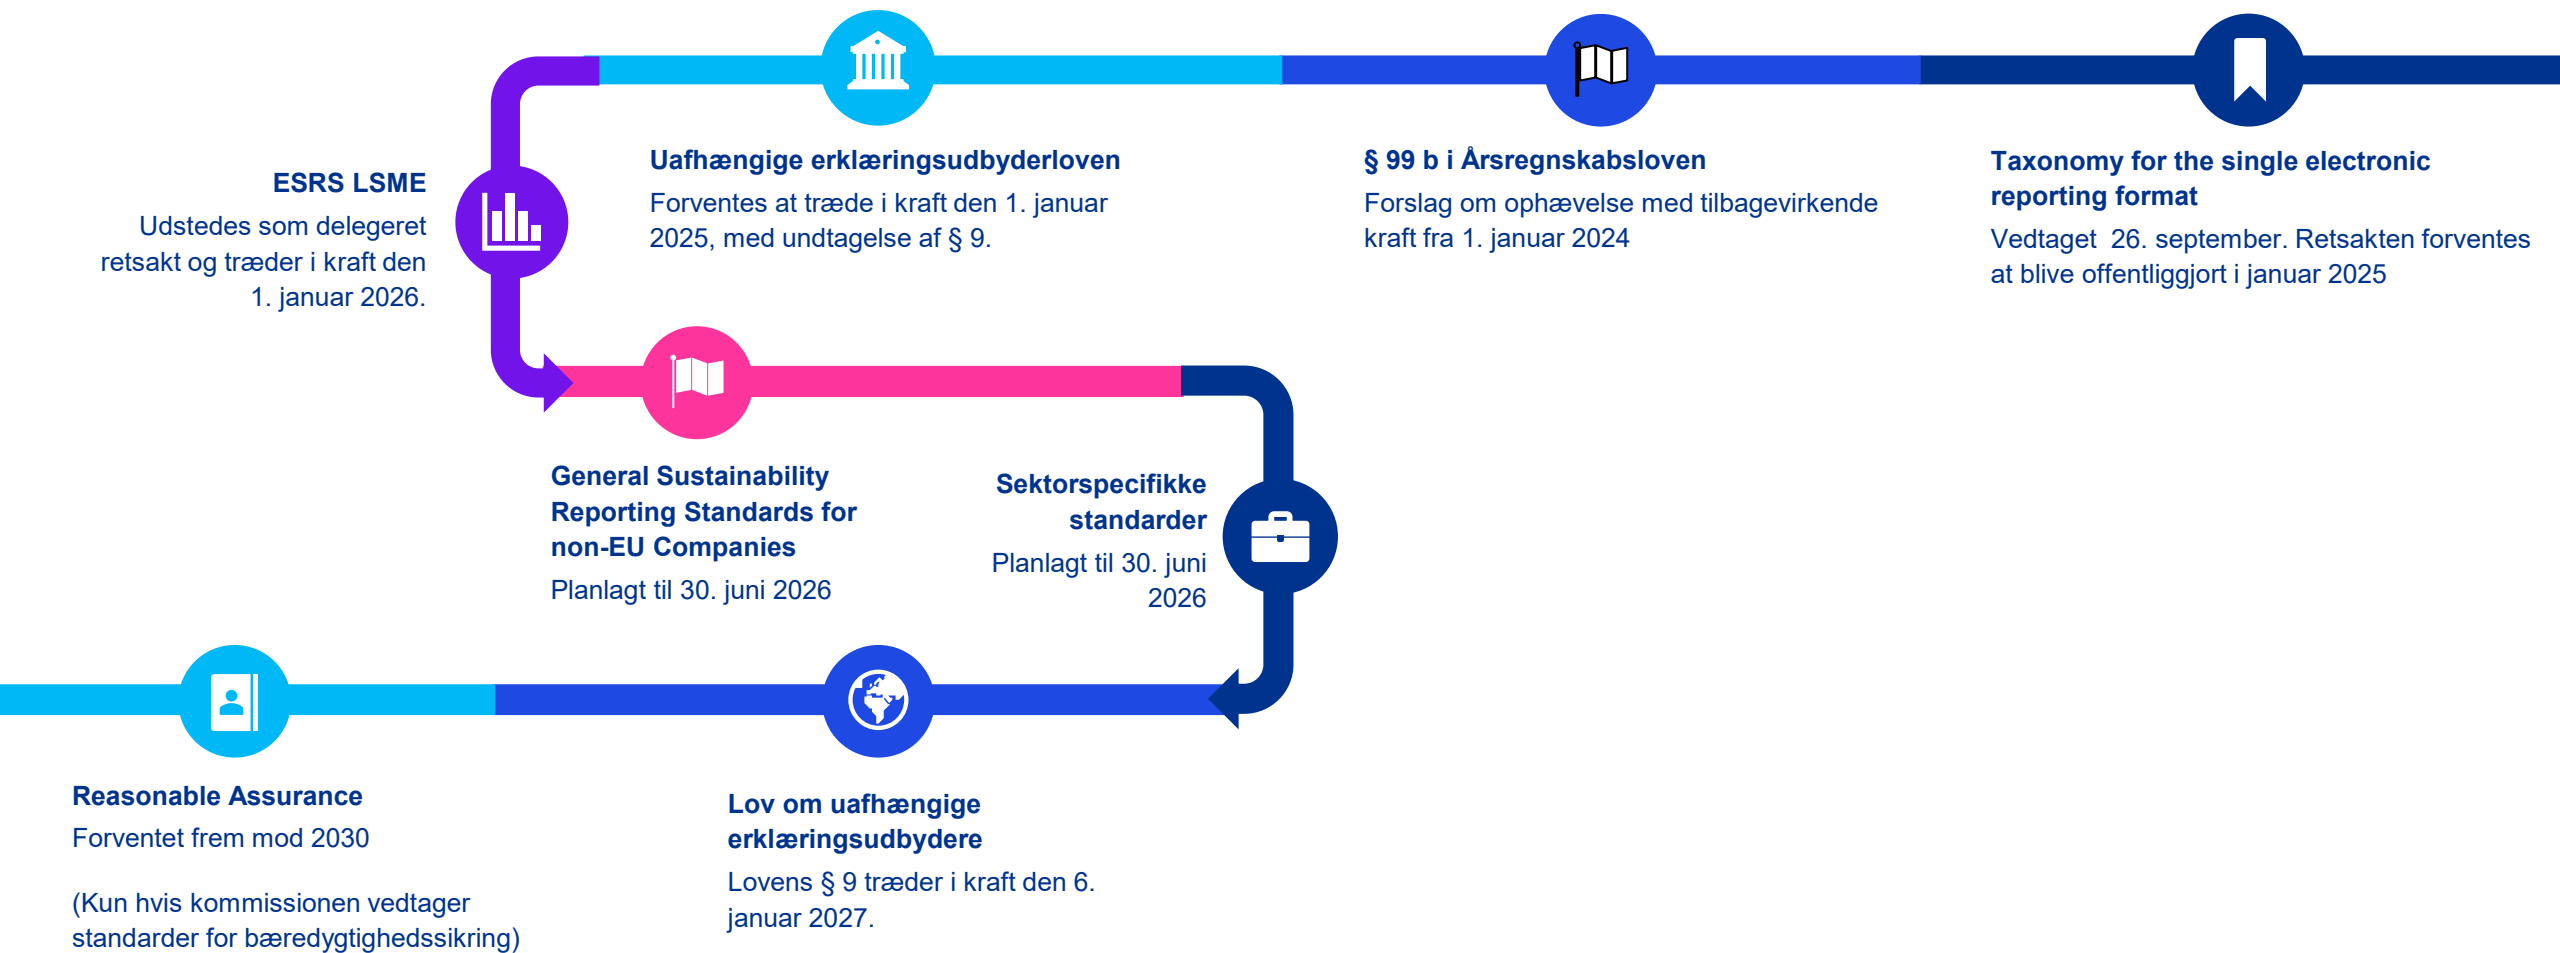 Uafhængige erklæringsudbyderloven
Forventes at træde i kraft den 1. januar
2025, med undtagelse af § 9.
§ 99 b i Årsregnskabsloven
Forslag om ophævelse med tilbagevirkende
kraft fra 1. januar 2024
Taxonomy for the single electronic
reporting format
Vedtaget  26. september. Retsakten forventes
at blive offentliggjort i januar 2025
ESRS LSME
Udstedes som delegeret
retsakt og træder i kraft den
1. januar 2026.
General Sustainability
Reporting Standards for
non-EU Companies
Planlagt til 30. juni 2026
Sektorspecifikke
standarder
Planlagt til 30. juni
2026
Reasonable Assurance
Forventet frem mod 2030
(Kun hvis kommissionen vedtager
standarder for bæredygtighedssikring)
Lov om uafhængige
erklæringsudbydere
Lovens § 9 træder i kraft den 6.
januar 2027.